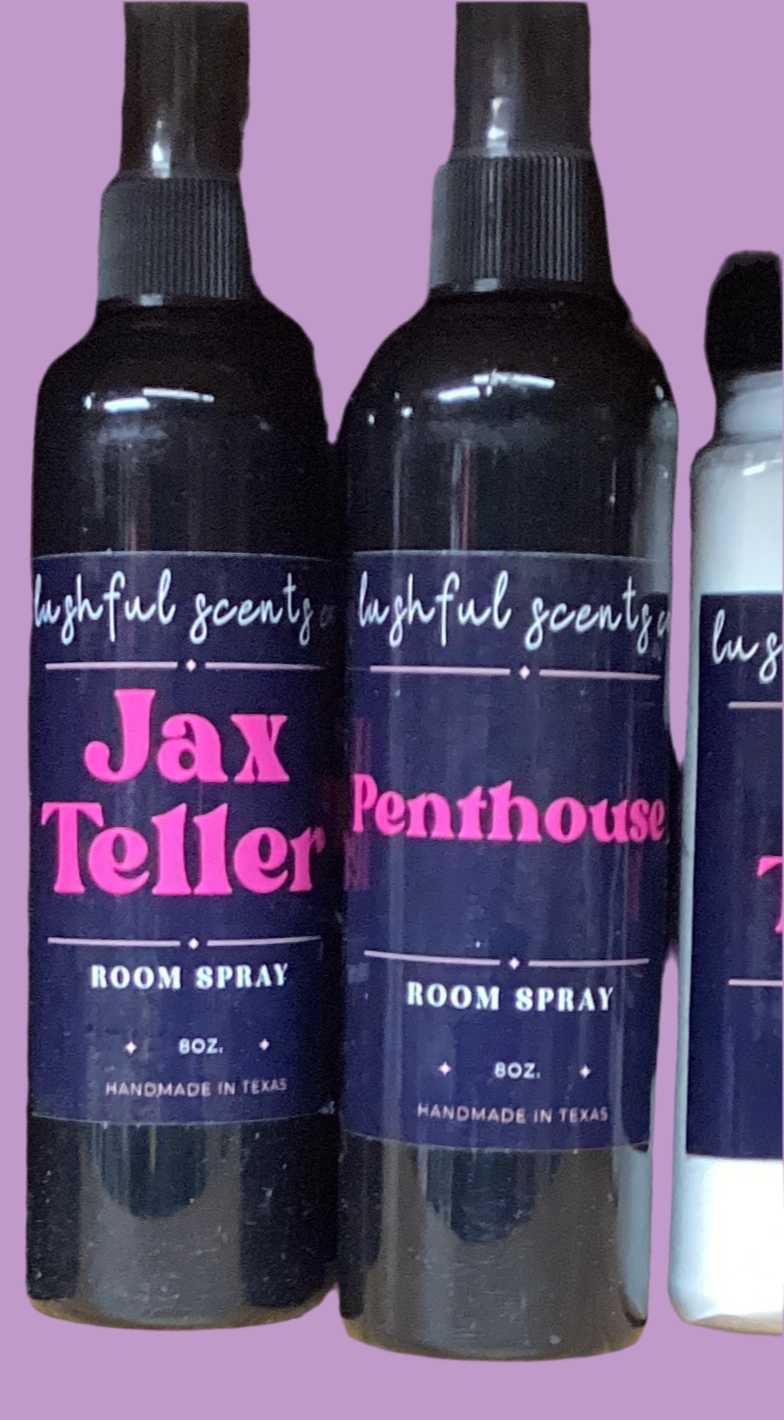 lushful scents
Jax
Teller
ROOM SPRAY
8OZ.
HANDMADE IN TEXAS
lushful scents
Penthouse
ROOM SPRAY
8OZ.
HANDMADE IN TEXAS